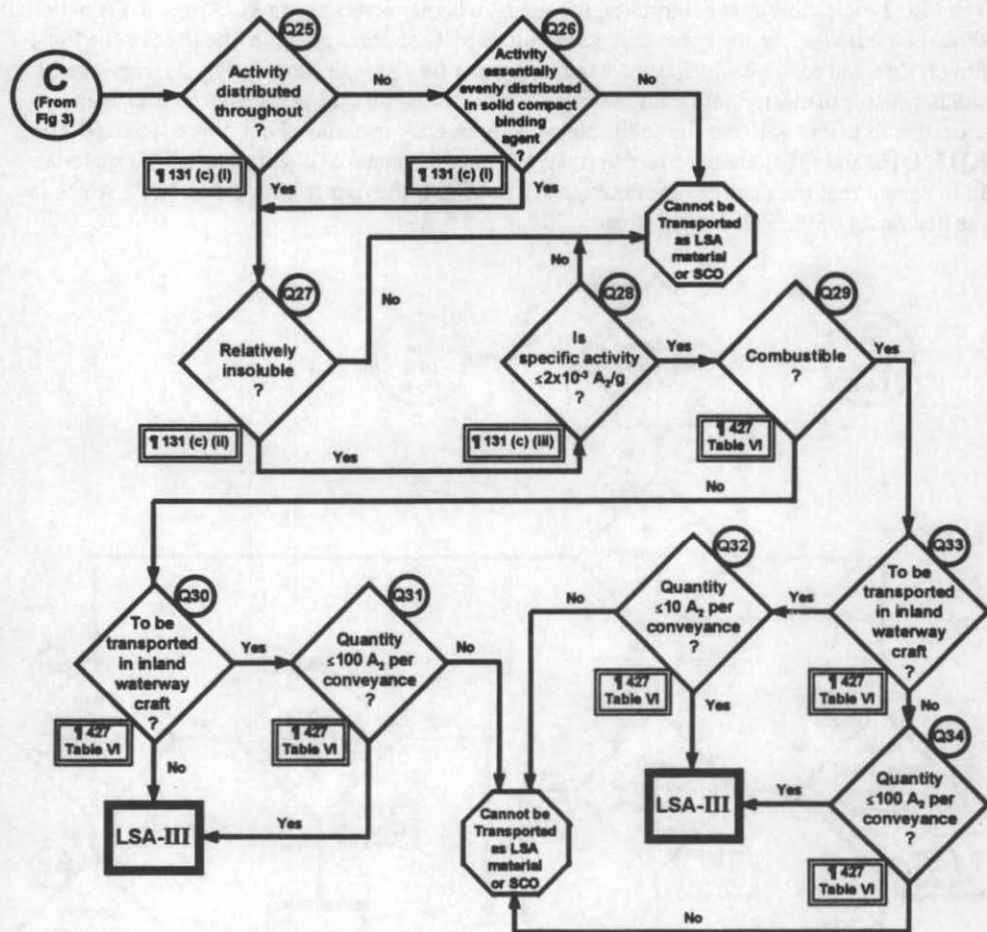 C
(From
Fig 3)
Q25
Activity
distributed
throughout
?
¶ 131 (c) (i)
No
Yes
Q26
Activity
essentially
evenly distributed
in solid compact
binding
agent
?
¶ 131 (c) (i)
No
Yes
Cannot be
Transported
as LSA
material
or SCO
Q27
Relatively
insoluble
?
¶ 131 (c) (ii)
No
Yes
Q28
Is
specific activity
≤2x10⁻³ A₂/g
?
¶ 131 (c) (iii)
No
Yes
Q29
Combustible
?
¶ 427
Table VI
Yes
No
Q30
To be
transported
in inland
waterway
craft
?
¶ 427
Table VI
Yes
No
Q31
Quantity
≤100 A₂ per
conveyance
?
¶ 427
Table VI
No
Yes
LSA-III
Q32
Quantity
≤10 A₂ per
conveyance
?
¶ 427
Table VI
No
Yes
Q33
To be
transported
in inland
waterway
craft
?
¶ 427
Table VI
Yes
No
Q34
Quantity
≤100 A₂ per
conveyance
?
¶ 427
Table VI
Yes
No
LSA-III
Cannot be
Transported
as LSA
material
or SCO